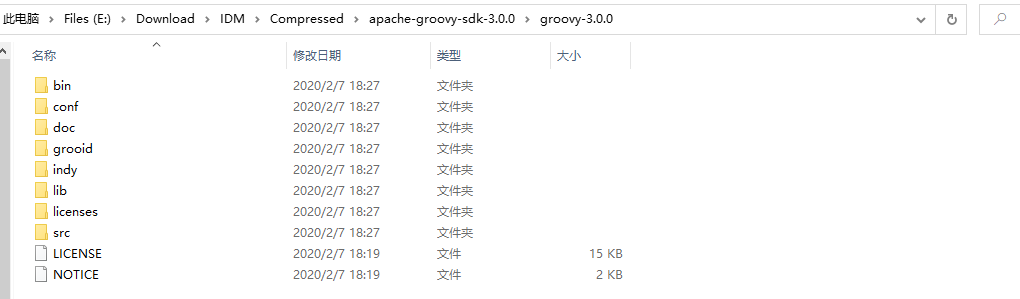 此电脑 > Files (E:) > Download > IDM > Compressed > apache-groovy-sdk-3.0.0 > groovy-3.0.0
名称 修改日期 类型 大小
bin 2020/2/7 18:27 文件夹
conf 2020/2/7 18:27 文件夹
doc 2020/2/7 18:27 文件夹
grooid 2020/2/7 18:27 文件夹
indy 2020/2/7 18:27 文件夹
lib 2020/2/7 18:27 文件夹
licenses 2020/2/7 18:27 文件夹
src 2020/2/7 18:27 文件夹
LICENSE 2020/2/7 18:19 文件 15 KB
NOTICE 2020/2/7 18:19 文件 2 KB